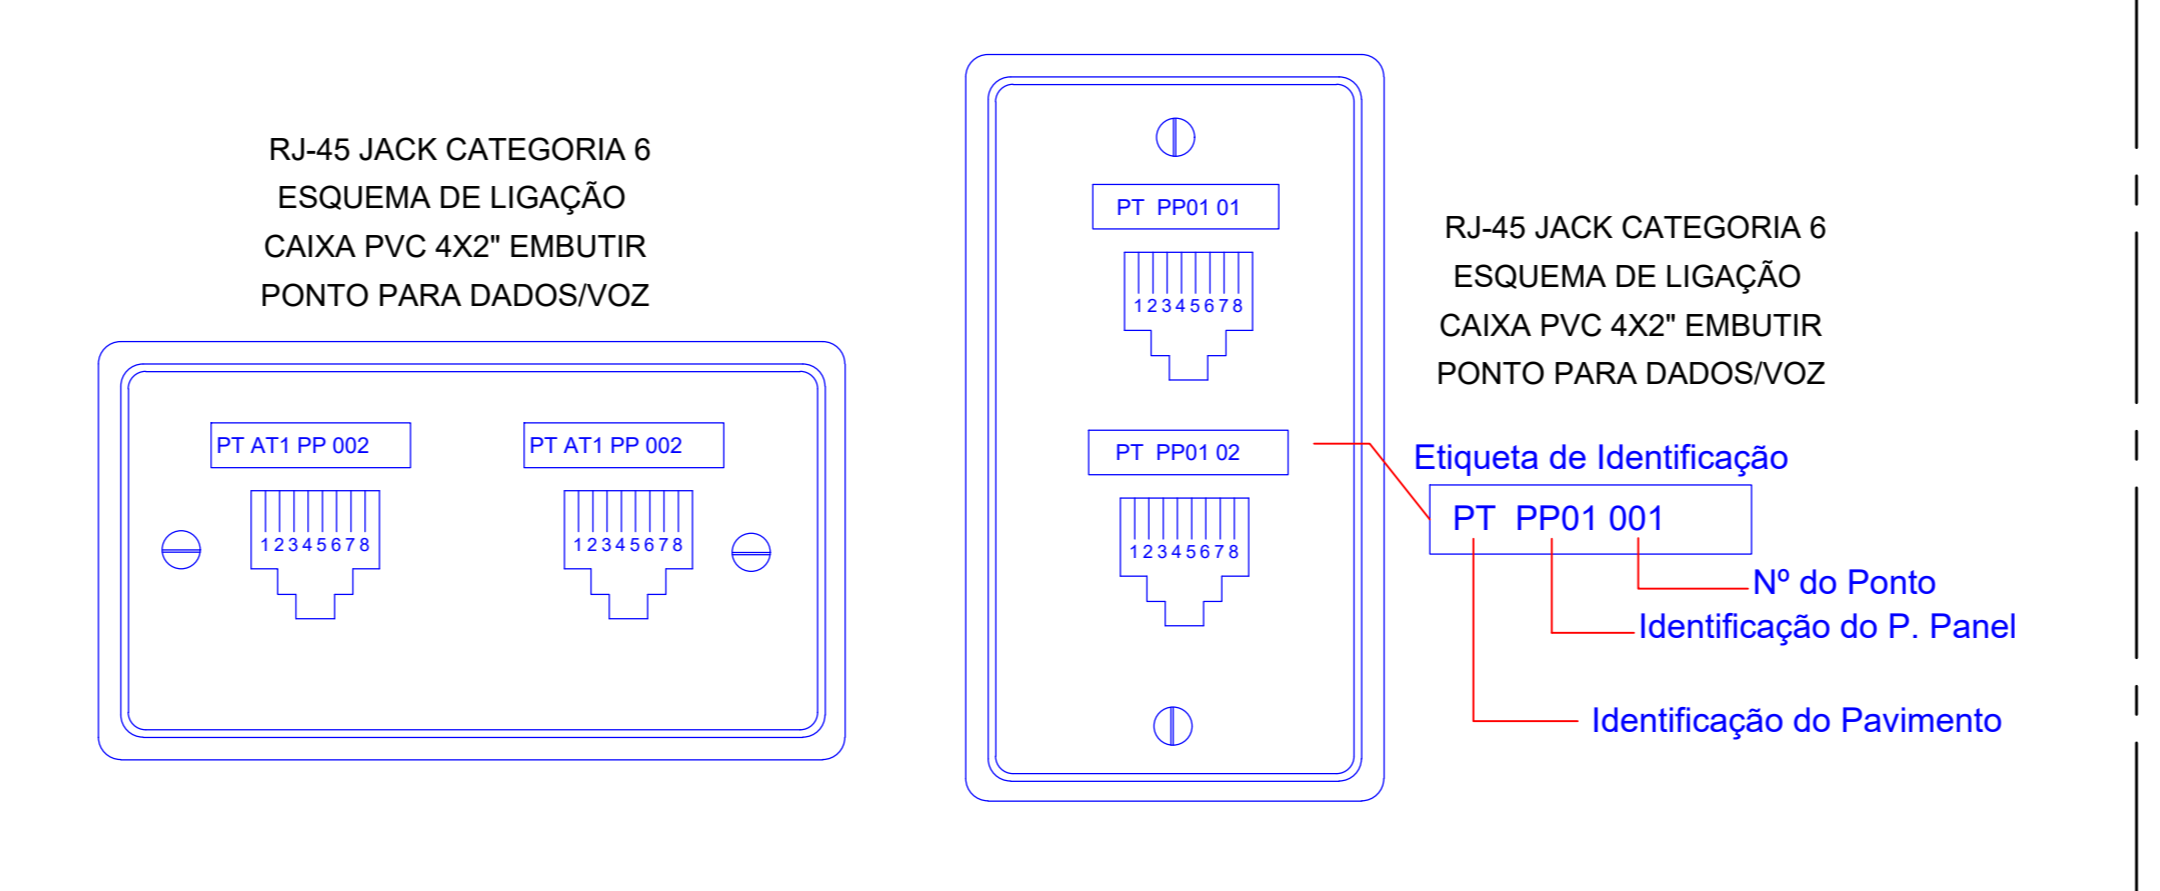 RJ-45 JACK CATEGORIA 6
ESQUEMA DE LIGAÇÃO
CAIXA PVC 4X2" EMBUTIR
PONTO PARA DADOS/VOZ
PT AT1 PP 002
PT AT1 PP 002
12345678
12345678
PT PP01 01
12345678
PT PP01 02
12345678
RJ-45 JACK CATEGORIA 6
ESQUEMA DE LIGAÇÃO
CAIXA PVC 4X2" EMBUTIR
PONTO PARA DADOS/VOZ
Etiqueta de Identificação
PT PP01 001
Nº do Ponto
Identificação do P. Panel
Identificação do Pavimento